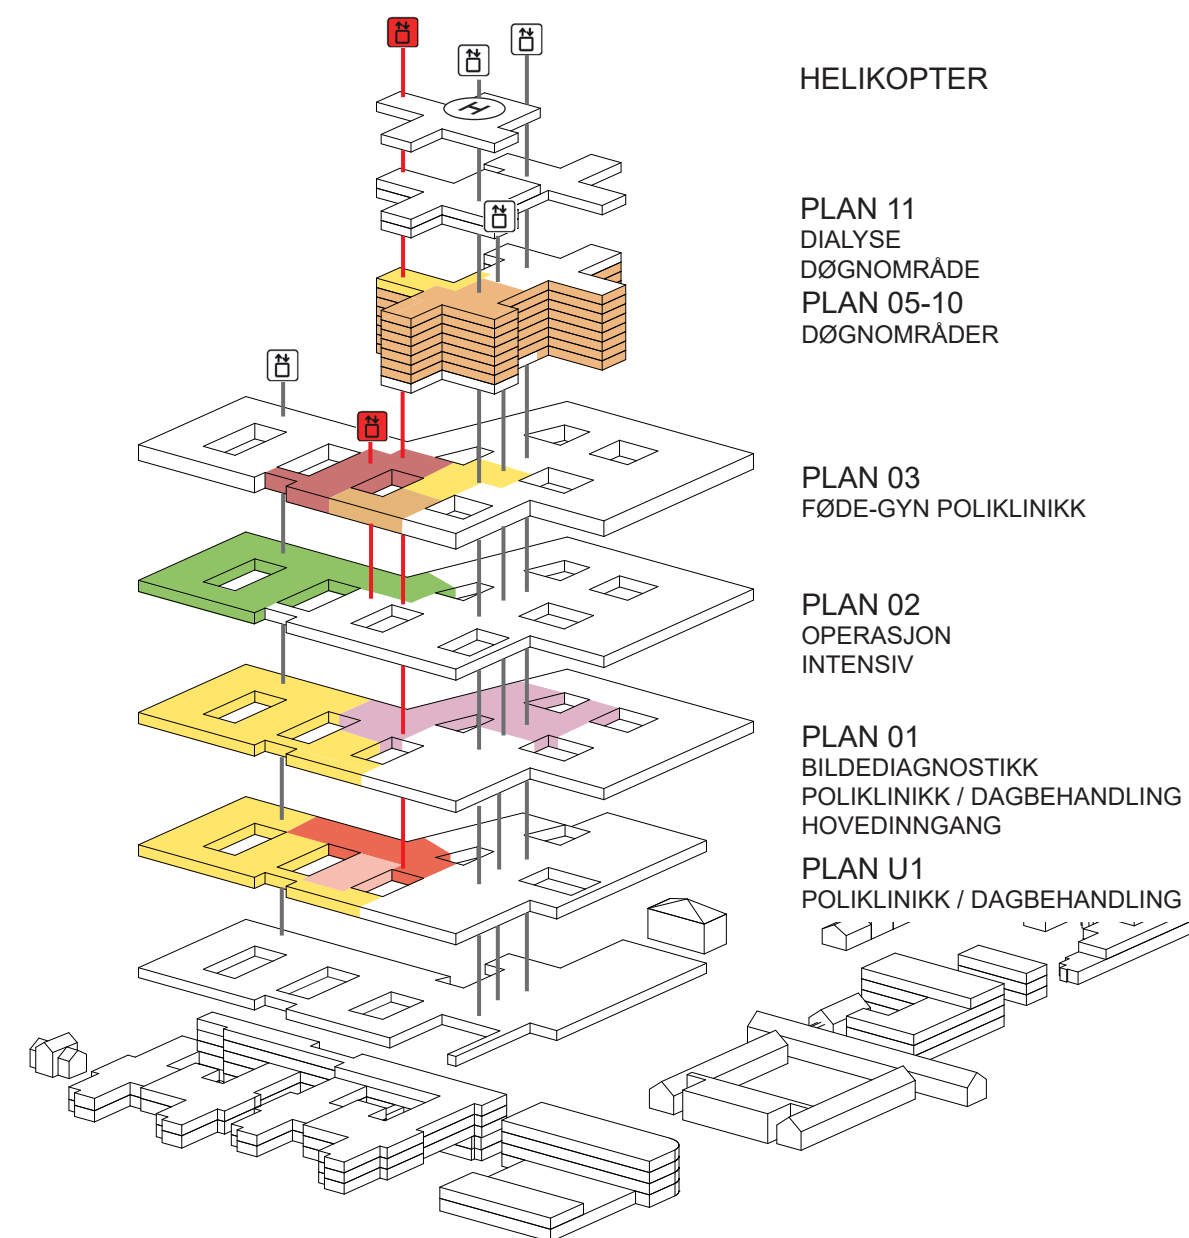 H
HELIKOPTER
PLAN 11
DIALYSE
DØGNOMRÅDE
PLAN 05-10
DØGNOMRÅDER
PLAN 03
FØDE-GYN POLIKLINIKK
PLAN 02
OPERASJON
INTENSIV
PLAN 01
BILDEDIAGNOSTIKK
POLIKLINIKK / DAGBEHANDLING
HOVEDINNGANG
PLAN U1
POLIKLINIKK / DAGBEHANDLING